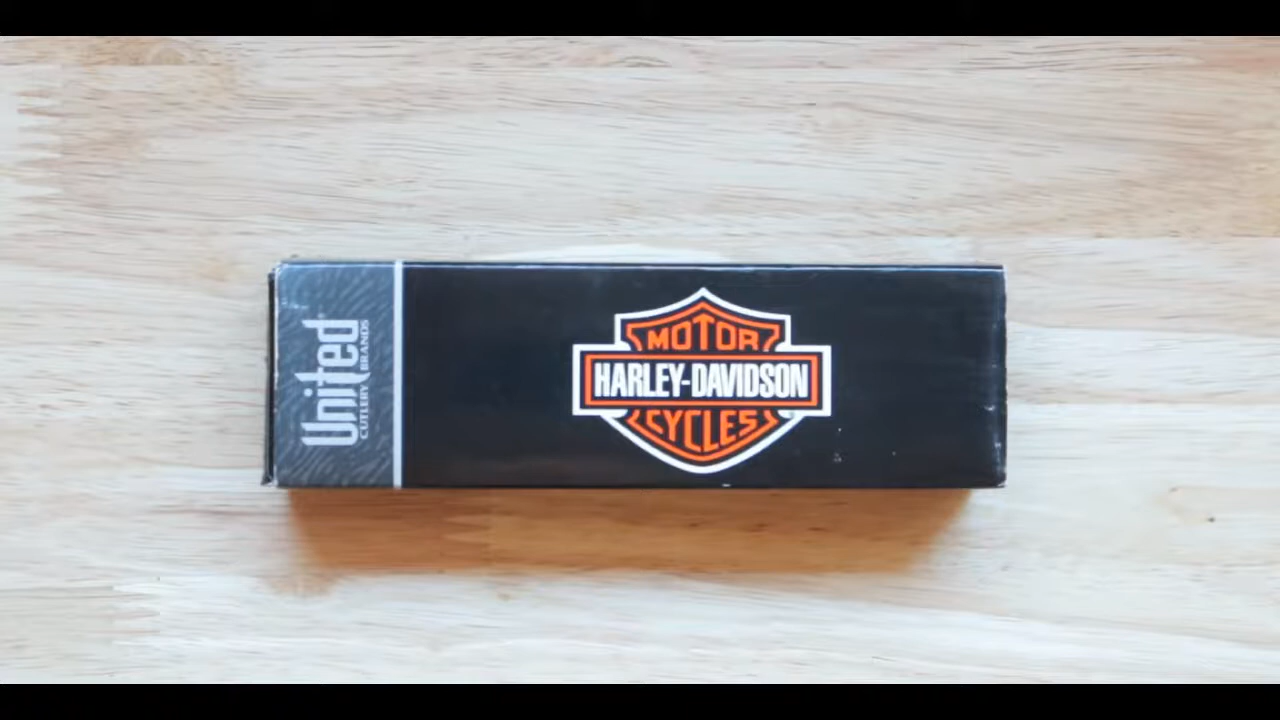 United
CUTLERY BRANDS
MOTOR
HARLEY-DAVIDSON
CYCLES